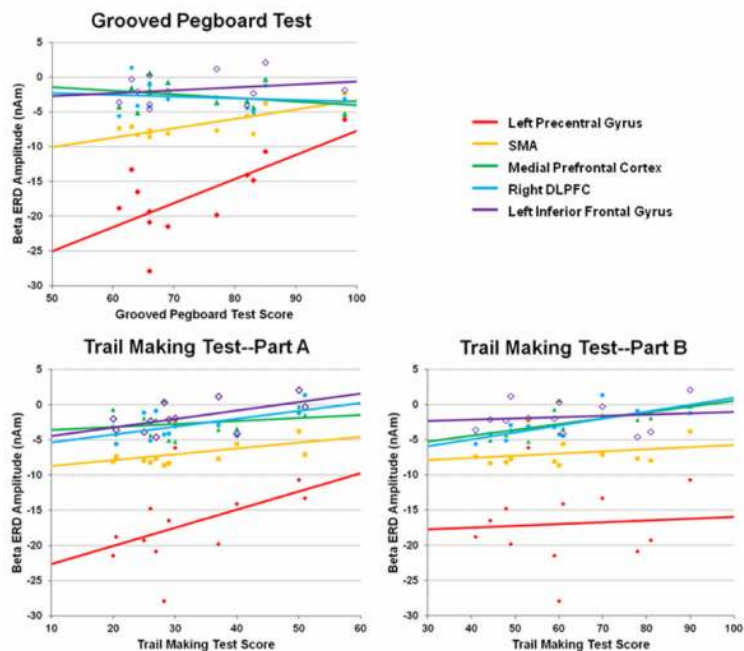 Grooved Pegboard Test
5
0
-5
-10
-15
-20
-25
-30
Beta ERD Amplitude (nAm)
50 60 70 80 90 100
Grooved Pegboard Test Score
Left Precentral Gyrus
SMA
Medial Prefrontal Cortex
Right DLPFC
Left Inferior Frontal Gyrus
Trail Making Test--Part A
5
0
-5
-10
-15
-20
-25
-30
Beta ERD Amplitude (nAm)
10 20 30 40 50 60
Trail Making Test Score
Trail Making Test--Part B
5
0
-5
-10
-15
-20
-25
-30
Beta ERD Amplitude (nAm)
30 40 50 60 70 80 90 100
Trail Making Test Score